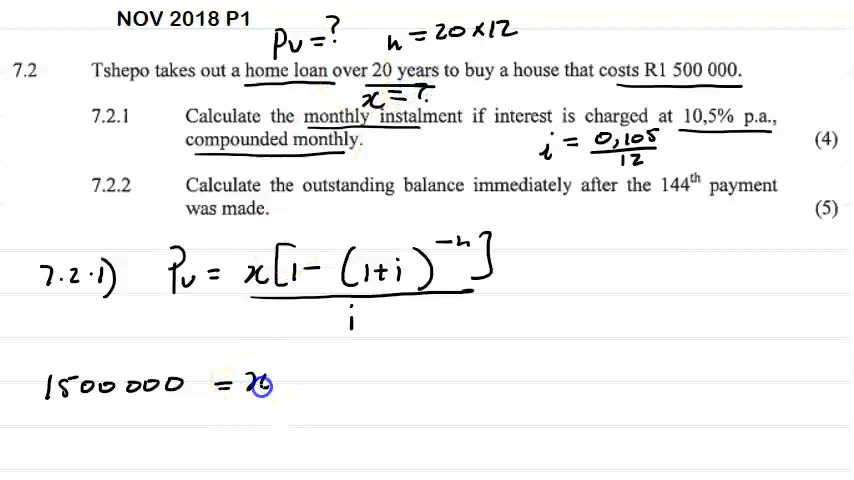 NOV 2018 P1
Pv = ? n = 20 × 12
7.2 Tshepo takes out a home loan over 20 years to buy a house that costs R1 500 000.
x = ?
7.2.1 Calculate the monthly instalment if interest is charged at 10,5% p.a., compounded monthly. (4)
i = 0,105/12
7.2.2 Calculate the outstanding balance immediately after the 144th payment was made. (5)
7.2.1) Pv = x[1 - (1+i)^-n]
i
1500 000 = x